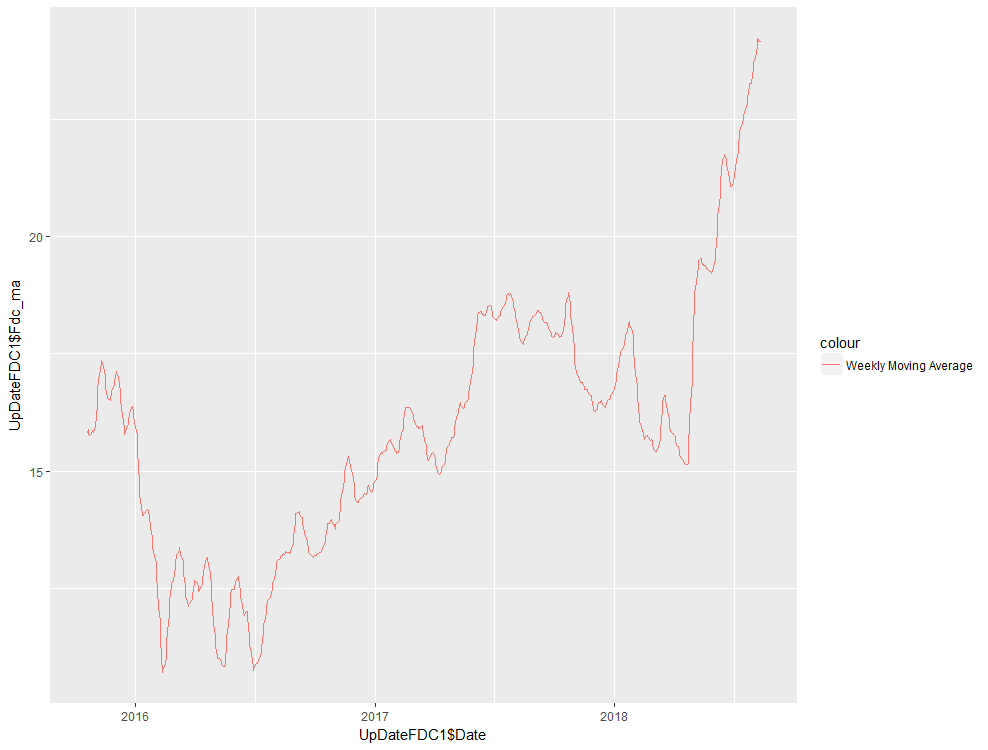 UpDateFDC1$Fdc_ma
20
15
2016
2017
2018
UpDateFDC1$Date
colour
Weekly Moving Average